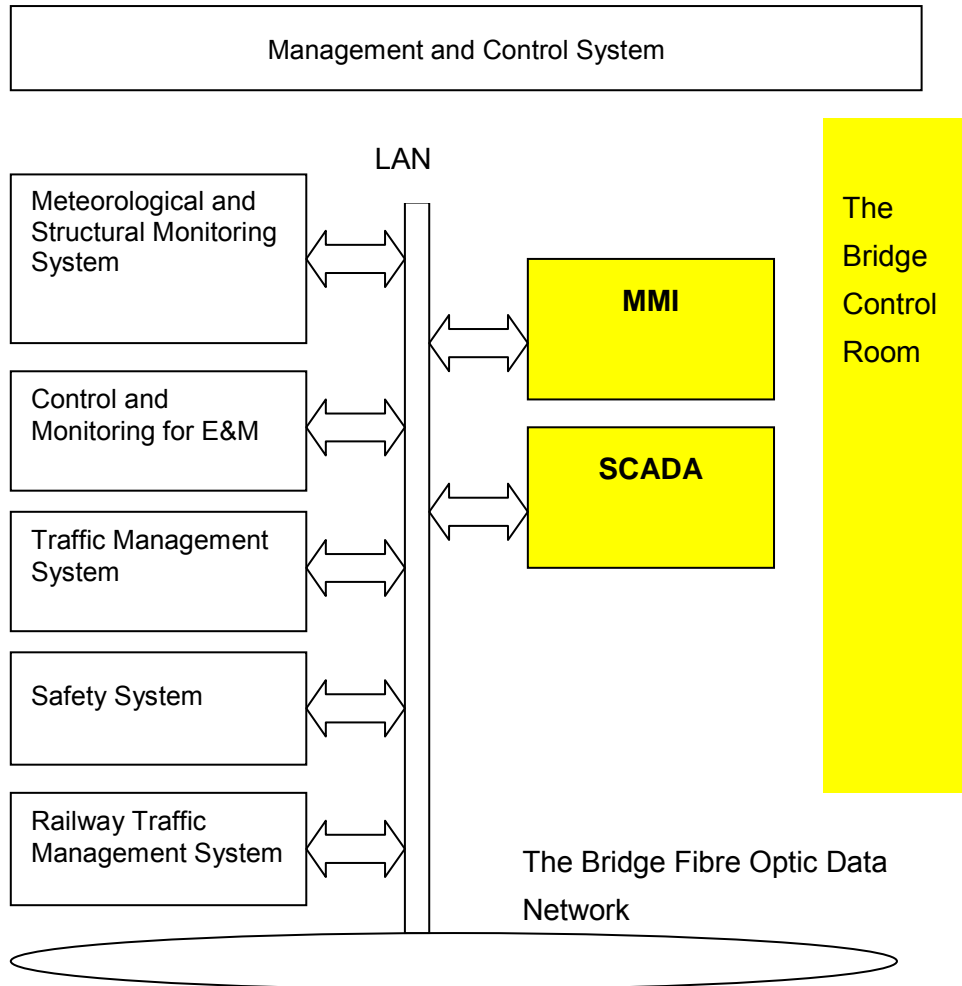 Management and Control System
LAN
Meteorological and
Structural Monitoring
System
The
Bridge
Control
Room
MMI
Control and
Monitoring for E&M
SCADA
Traffic Management
System
Safety System
Railway Traffic
Management System
The Bridge Fibre Optic Data
Network